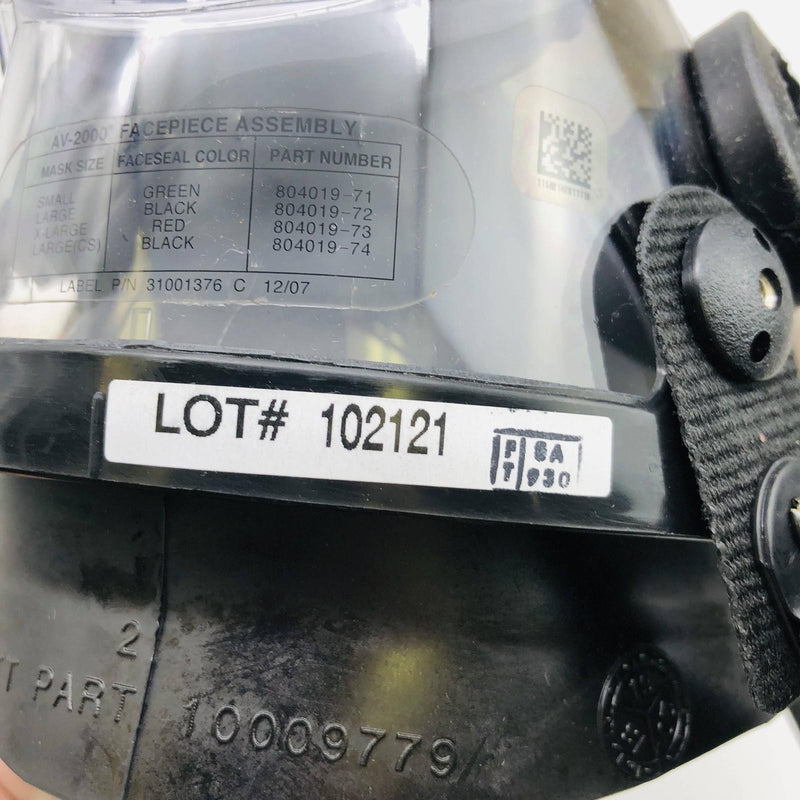 AV-2000 FACEPIECE ASSEMBLY
MASK SIZE FACESEAL COLOR PART NUMBER
SMALL GREEN 804019-71
LARGE BLACK 804019-72
X-LARGE RED 804019-73
LARGE(CS) BLACK 804019-74
LABEL P/N 31001376 C 12/07
LOT# 102121
P SA
T 930
2
PART 10009779/